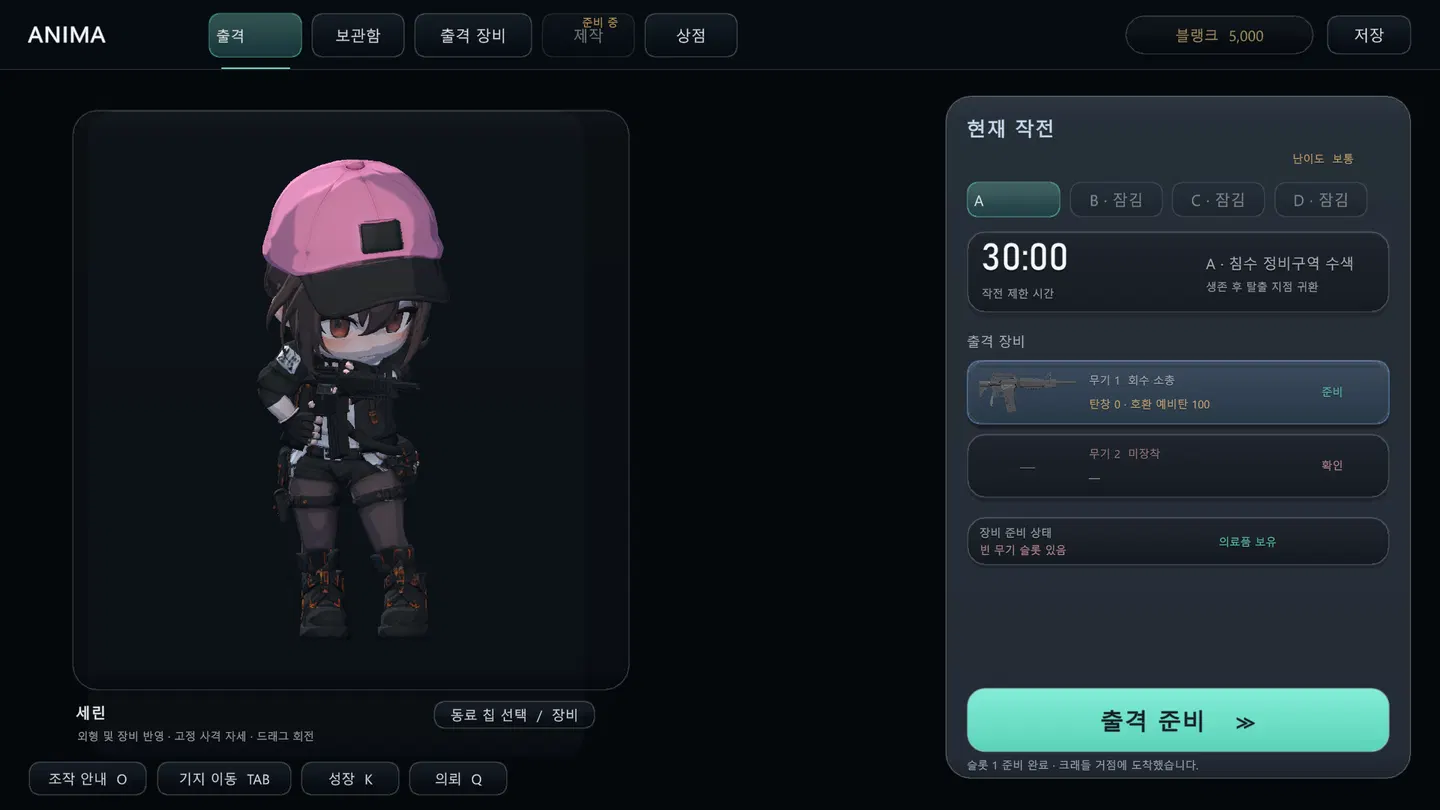 ANIMA
출격
보관함
출격 장비
준비 중
제작
상점
블랭크 5,000
저장
현재 작전
난이도 보통
A
B · 잠김
C · 잠김
D · 잠김
30:00
작전 제한 시간
A · 침수 정비구역 수색
생존 후 탈출 지점 귀환
출격 장비
무기 1 회수 소총
탄창 0 · 호환 예비탄 100
준비
무기 2 미장착
—
—
확인
장비 준비 상태
빈 무기 슬롯 있음
의료품 보유
출격 준비 ≫
슬롯 1 준비 완료 · 크래들 거점에 도착했습니다.
세린
외형 및 장비 반영 · 고정 사격 자세 · 드래그 회전
동료 칩 선택 / 장비
조작 안내 O
기지 이동 TAB
성장 K
의뢰 Q